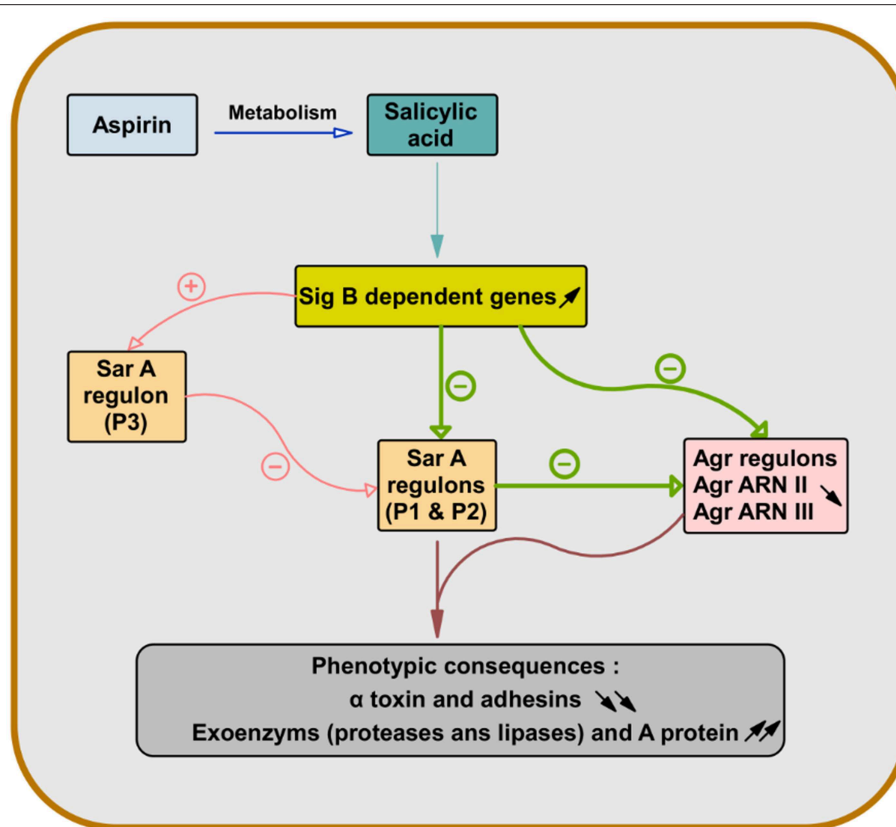 Aspirin
Metabolism
Salicylic
acid
Sig B dependent genes
+
Sar A
regulon
(P3)
−
−
−
Sar A
regulons
(P1 & P2)
−
Agr regulons
Agr ARN II
Agr ARN III
Phenotypic consequences :
α toxin and adhesins
Exoenzyms (proteases ans lipases) and A protein